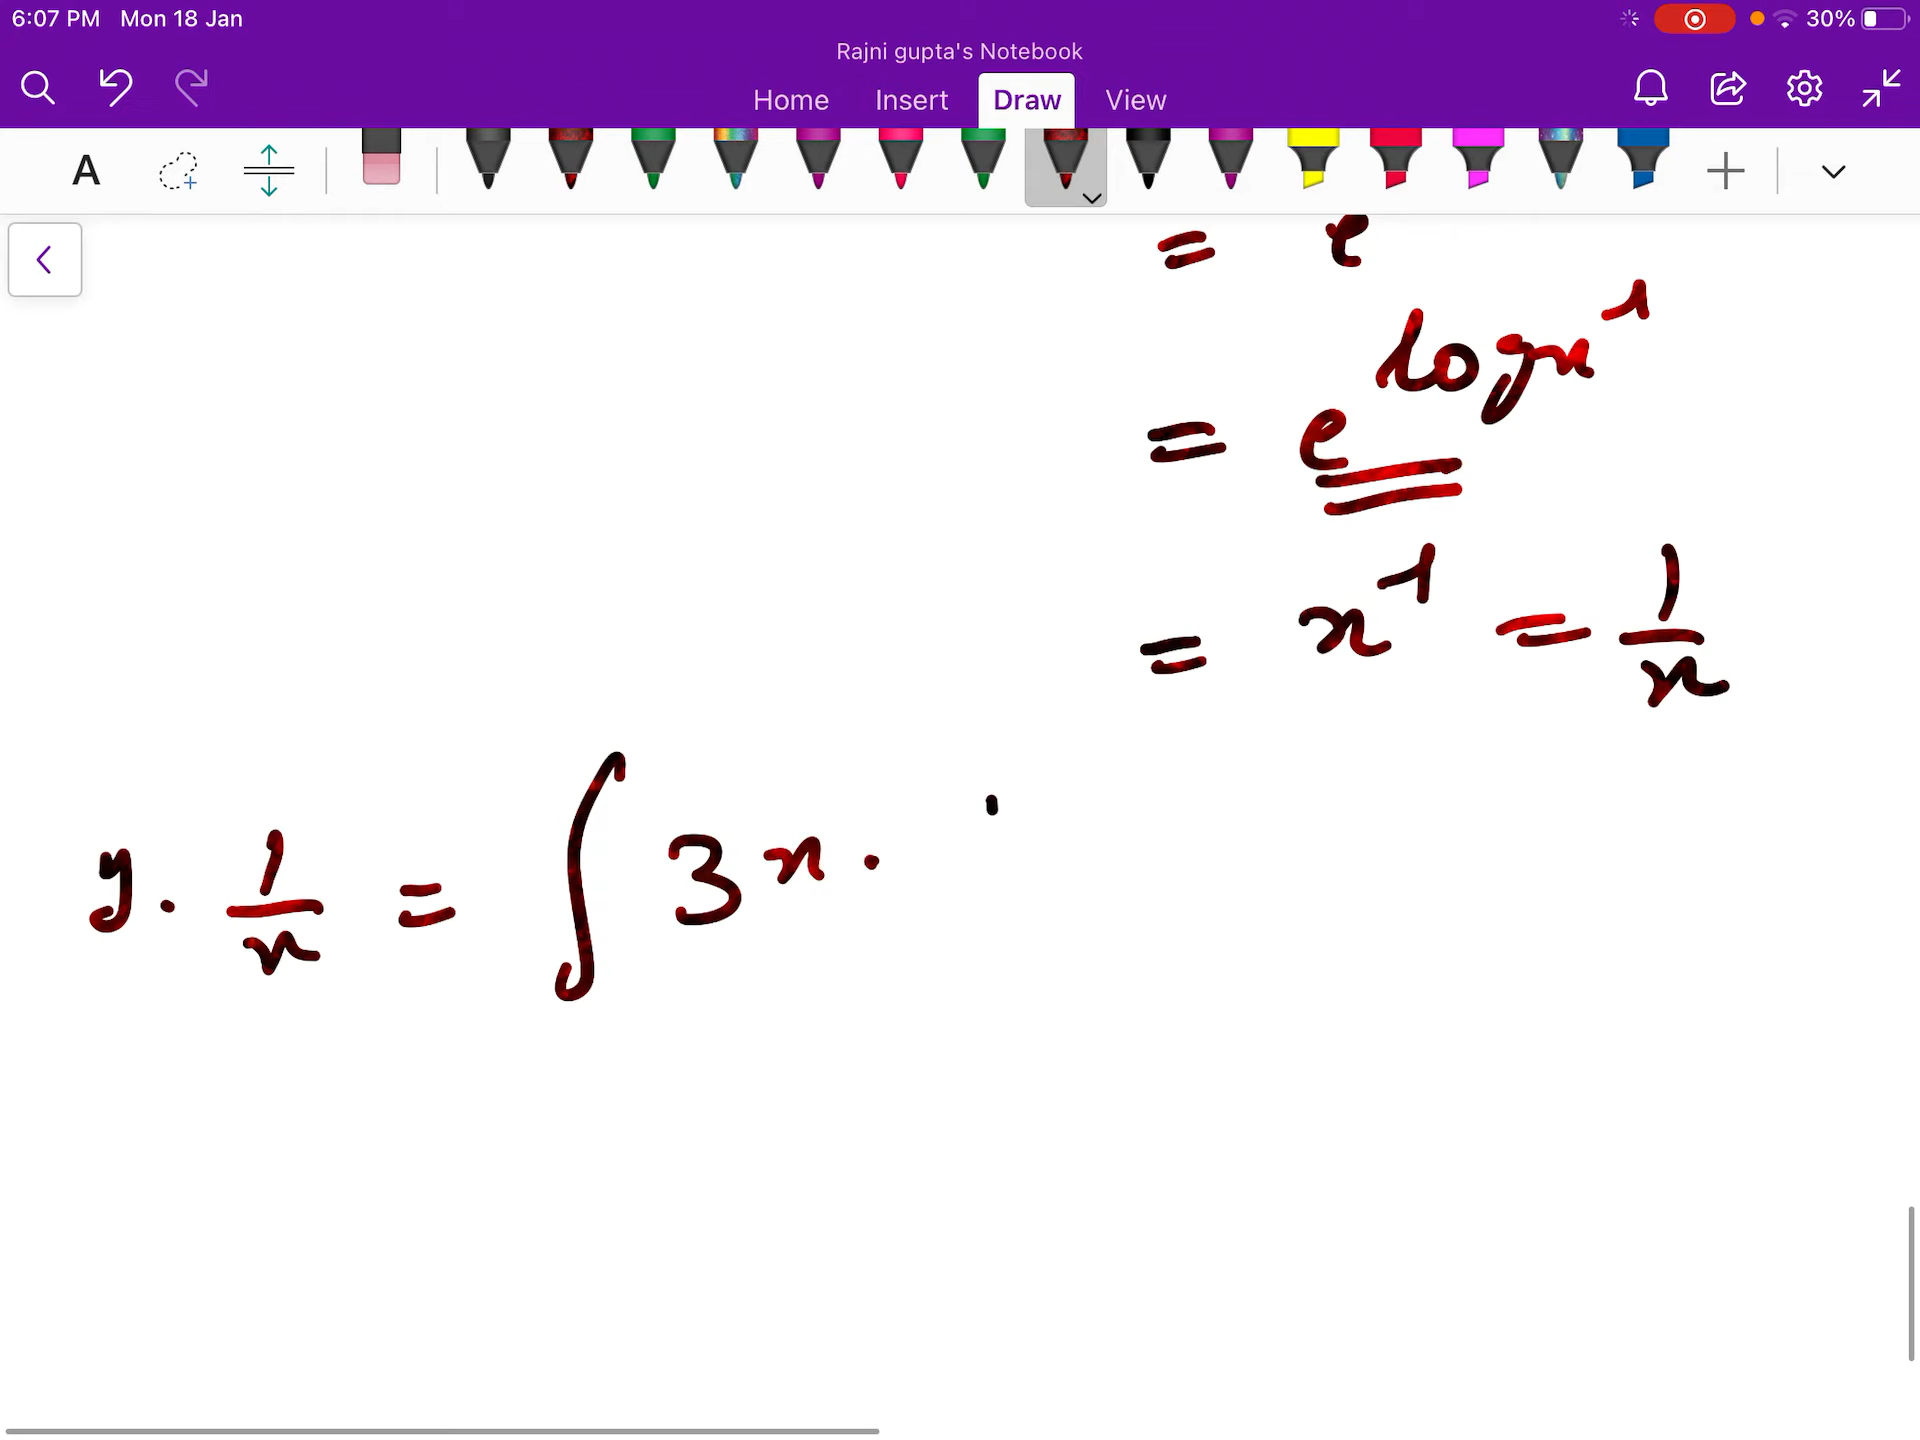 6:07 PM Mon 18 Jan 30%
Rajni gupta's Notebook
Home Insert Draw View
A
= e
= e^{log x^{-1}}
= x^{-1} = 1/x
y · 1/x = ∫ 3x ·